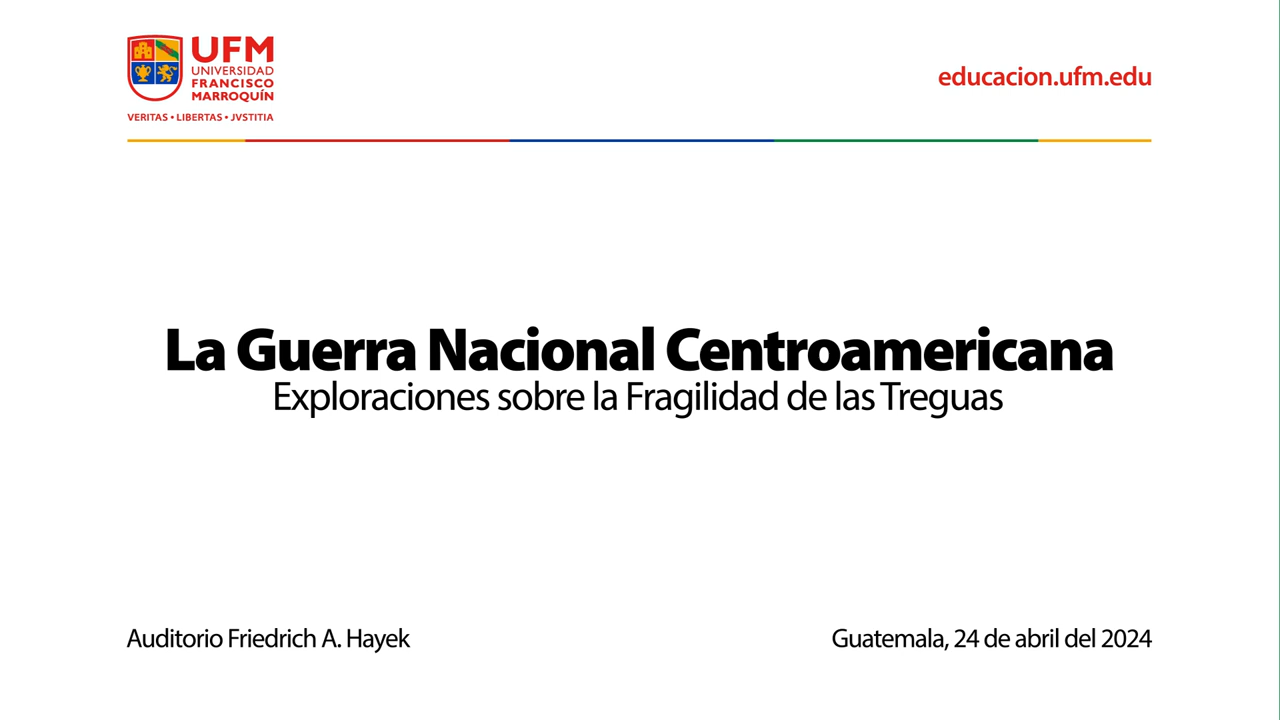 UFM
UNIVERSIDAD
FRANCISCO
MARROQUÍN
VERITAS • LIBERTAS • JVSTITIA
educacion.ufm.edu
La Guerra Nacional Centroamericana
Exploraciones sobre la Fragilidad de las Treguas
Auditorio Friedrich A. Hayek
Guatemala, 24 de abril del 2024